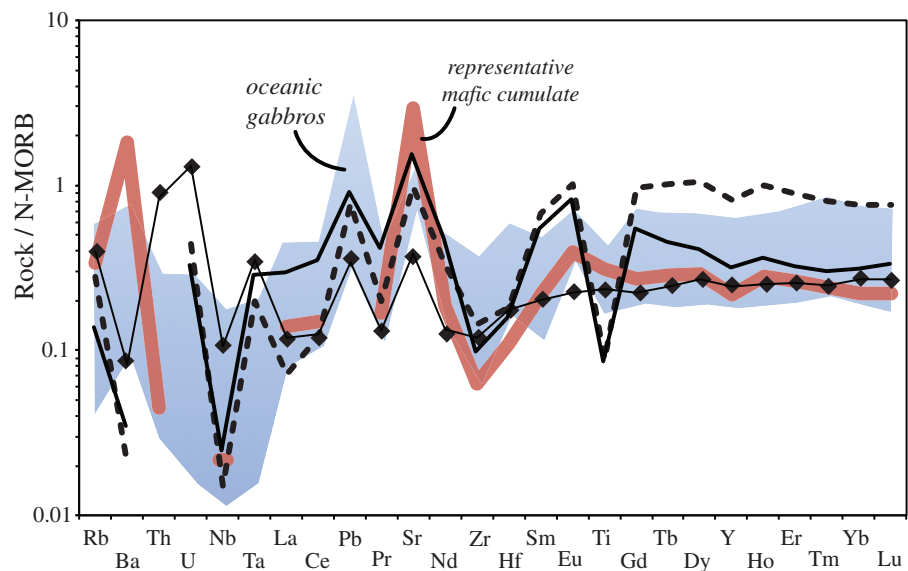 10
1
0.1
0.01
Rock / N-MORB
oceanic
gabbros
representative
mafic cumulate
Rb Th Nb La Pb Sr Zr Sm Ti Tb Y Er Yb
Ba U Ta Ce Pr Nd Hf Eu Gd Dy Ho Tm Lu